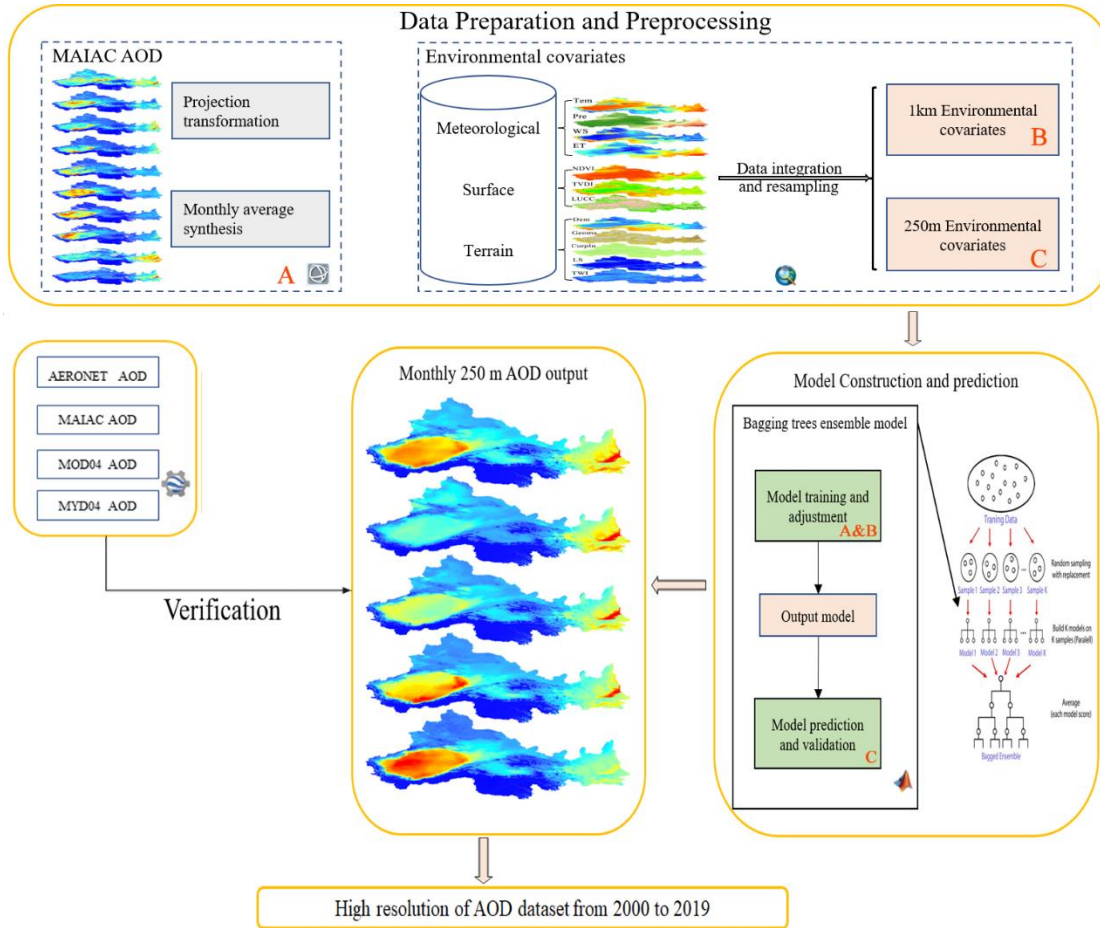 Data Preparation and Preprocessing
MAIAC AOD
Projection
transformation
Monthly average
synthesis
A
Environmental covariates
Meteorological
Surface
Terrain
Tem
Pre
WS
ET
NDVI
TVDI
LUCC
Dem
LS
TWI
Data integration
and resampling
1km Environmental
covariates
B
250m Environmental
covariates
C
AERONET AOD
MAIAC AOD
MOD04 AOD
MYD04 AOD
Verification
Monthly 250 m AOD output
Model Construction and prediction
Bagging trees ensemble model
Model training and
adjustment
A&B
Output model
Model prediction
and validation
C
Traning Data
Random sampling
with replacement
Sample 1 Sample 2 Sample 3 ... Sample K
Build K models on
K samples (Paralell)
Model 1 Model 2 Model 3 ... Model K
Average
(each model score)
Bagged Ensemble
High resolution of AOD dataset from 2000 to 2019